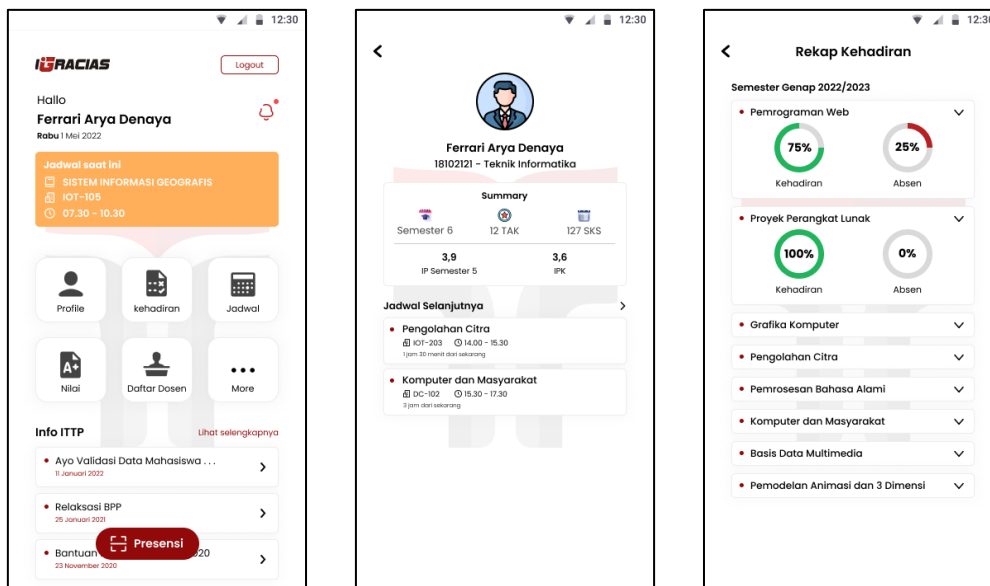 12:30
IGRACIAS
Logout
Hallo
Ferrari Arya Denaya
Rabu 1 Mei 2022
Jadwal saat ini
SISTEM INFORMASI GEOGRAFIS
IOT-105
07.30 - 10.30
Profile
kehadiran
Jadwal
A+
Nilai
Daftar Dosen
More
Info ITTP
Lihat selengkapnya
Ayo Validasi Data Mahasiswa . . .
11 Januari 2022
Relaksasi BPP
25 Januari 2021
Presensi
Bantuan 20
23 November 2020
12:30
Ferrari Arya Denaya
18102121 - Teknik Informatika
Summary
Semester 6
12 TAK
127 SKS
3,9
IP Semester 5
3,6
IPK
Jadwal Selanjutnya
Pengolahan Citra
IOT-203 14.00 - 15.30
1 jam 30 menit dari sekarang
Komputer dan Masyarakat
DC-102 15.30 - 17.30
3 jam dari sekarang
12:30
Rekap Kehadiran
Semester Genap 2022/2023
Pemrograman Web
75%
25%
Kehadiran
Absen
Proyek Perangkat Lunak
100%
0%
Kehadiran
Absen
Grafika Komputer
Pengolahan Citra
Pemrosesan Bahasa Alami
Komputer dan Masyarakat
Basis Data Multimedia
Pemodelan Animasi dan 3 Dimensi